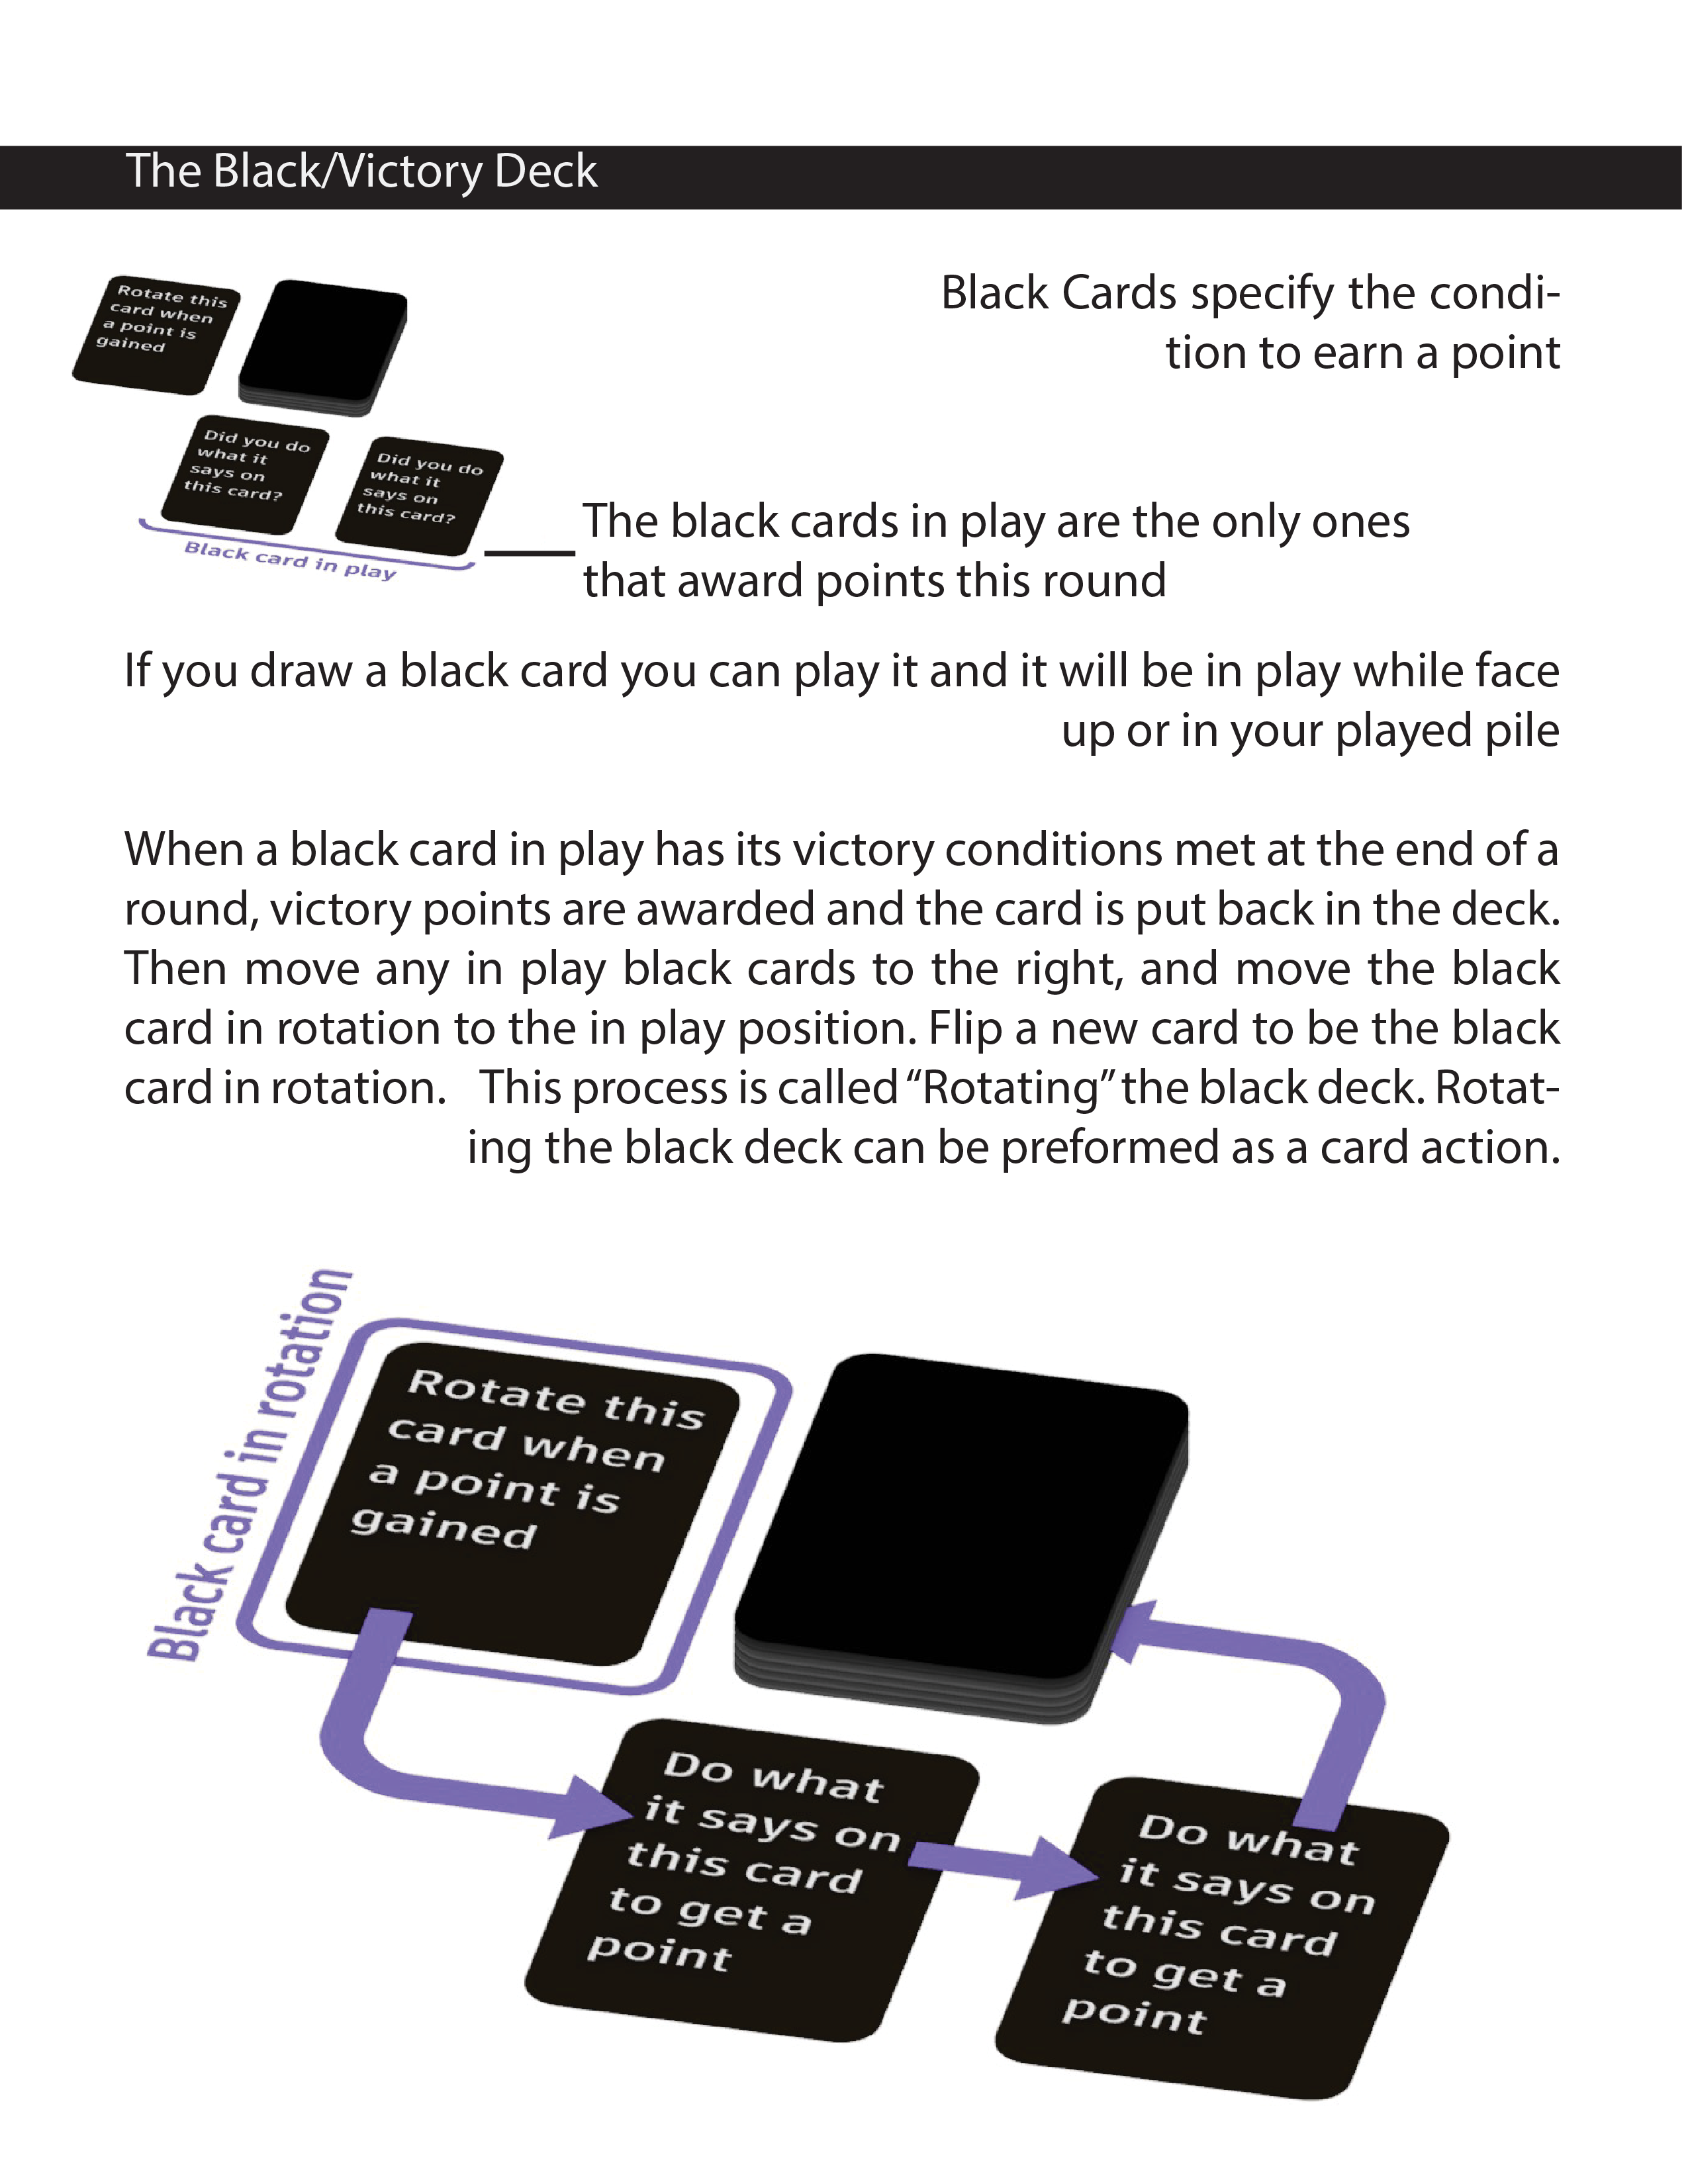 The Black/Victory Deck
Rotate this
card when
a point is
gained
Black Cards specify the condi-
tion to earn a point
Did you do
what it
says on
this card?
Did you do
what it
says on
this card?
Black card in play
The black cards in play are the only ones
that award points this round
If you draw a black card you can play it and it will be in play while face
up or in your played pile
When a black card in play has its victory conditions met at the end of a
round, victory points are awarded and the card is put back in the deck.
Then move any in play black cards to the right, and move the black
card in rotation to the in play position. Flip a new card to be the black
card in rotation. This process is called “Rotating” the black deck. Rotat-
ing the black deck can be preformed as a card action.
Black card in rotation
Rotate this
card when
a point is
gained
Do what
it says on
this card
to get a
point
Do what
it says on
this card
to get a
point